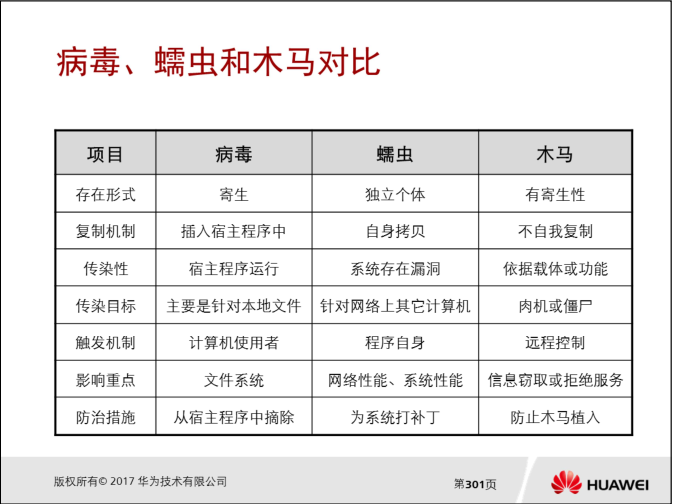 病毒、蠕虫和木马对比
项目 病毒 蠕虫 木马
存在形式 寄生 独立个体 有寄生性
复制机制 插入宿主程序中 自身拷贝 不自我复制
传染性 宿主程序运行 系统存在漏洞 依据载体或功能
传染目标 主要是针对本地文件 针对网络上其它计算机 肉机或僵尸
触发机制 计算机使用者 程序自身 远程控制
影响重点 文件系统 网络性能、系统性能 信息窃取或拒绝服务
防治措施 从宿主程序中摘除 为系统打补丁 防止木马植入
版权所有© 2017 华为技术有限公司 第301页 HUAWEI